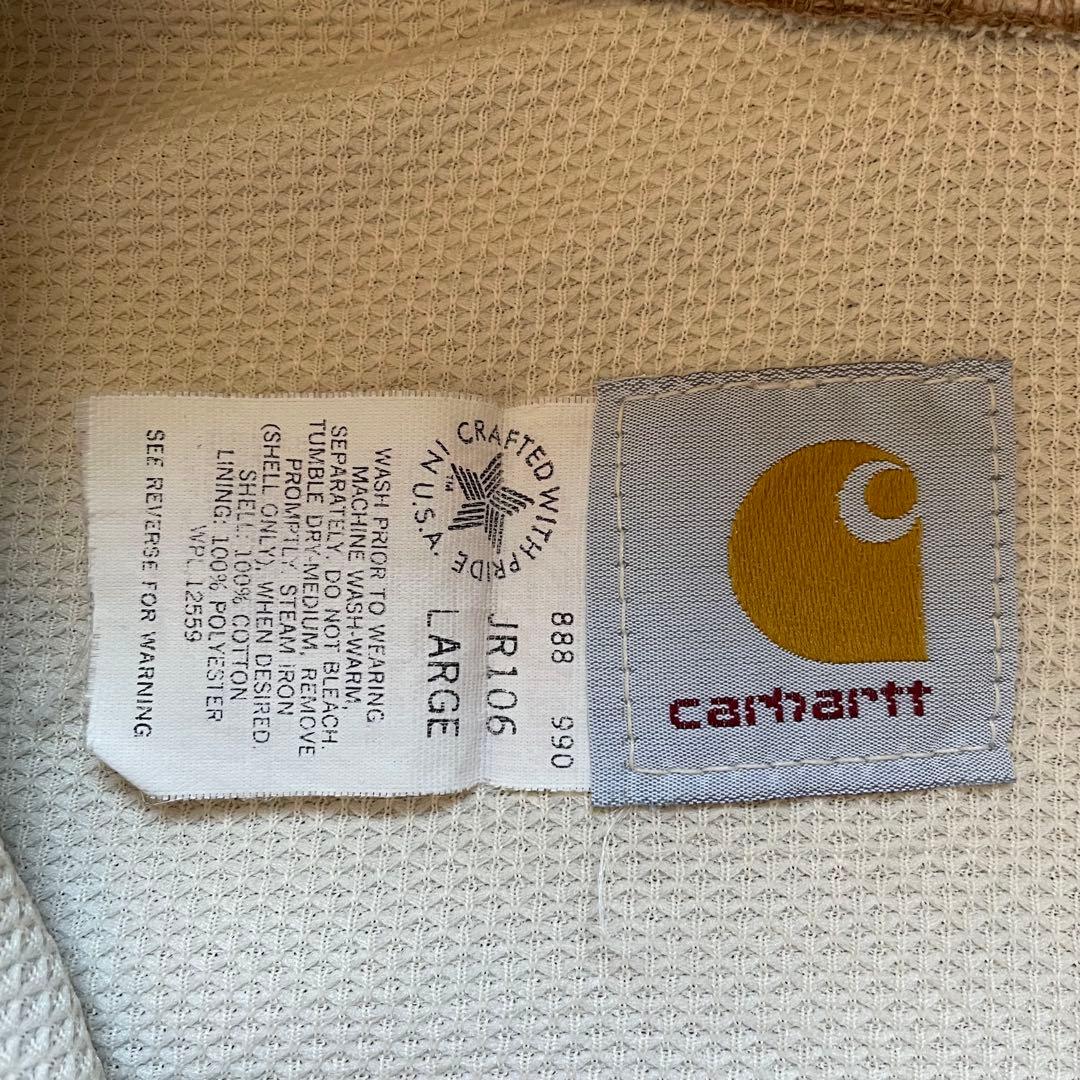 carhartt
888 990
JR106
LARGE
CRAFTED WITH PRIDE
IN U.S.A.
TM
WASH PRIOR TO WEARING.
MACHINE WASH-WARM,
SEPARATELY. DO NOT BLEACH.
TUMBLE DRY-MEDIUM, REMOVE
PROMPTLY. STEAM IRON
(SHELL ONLY), WHEN DESIRED.
SHELL: 100% COTTON
LINING: 100% POLYESTER
WPL 12559
SEE REVERSE FOR WARNING